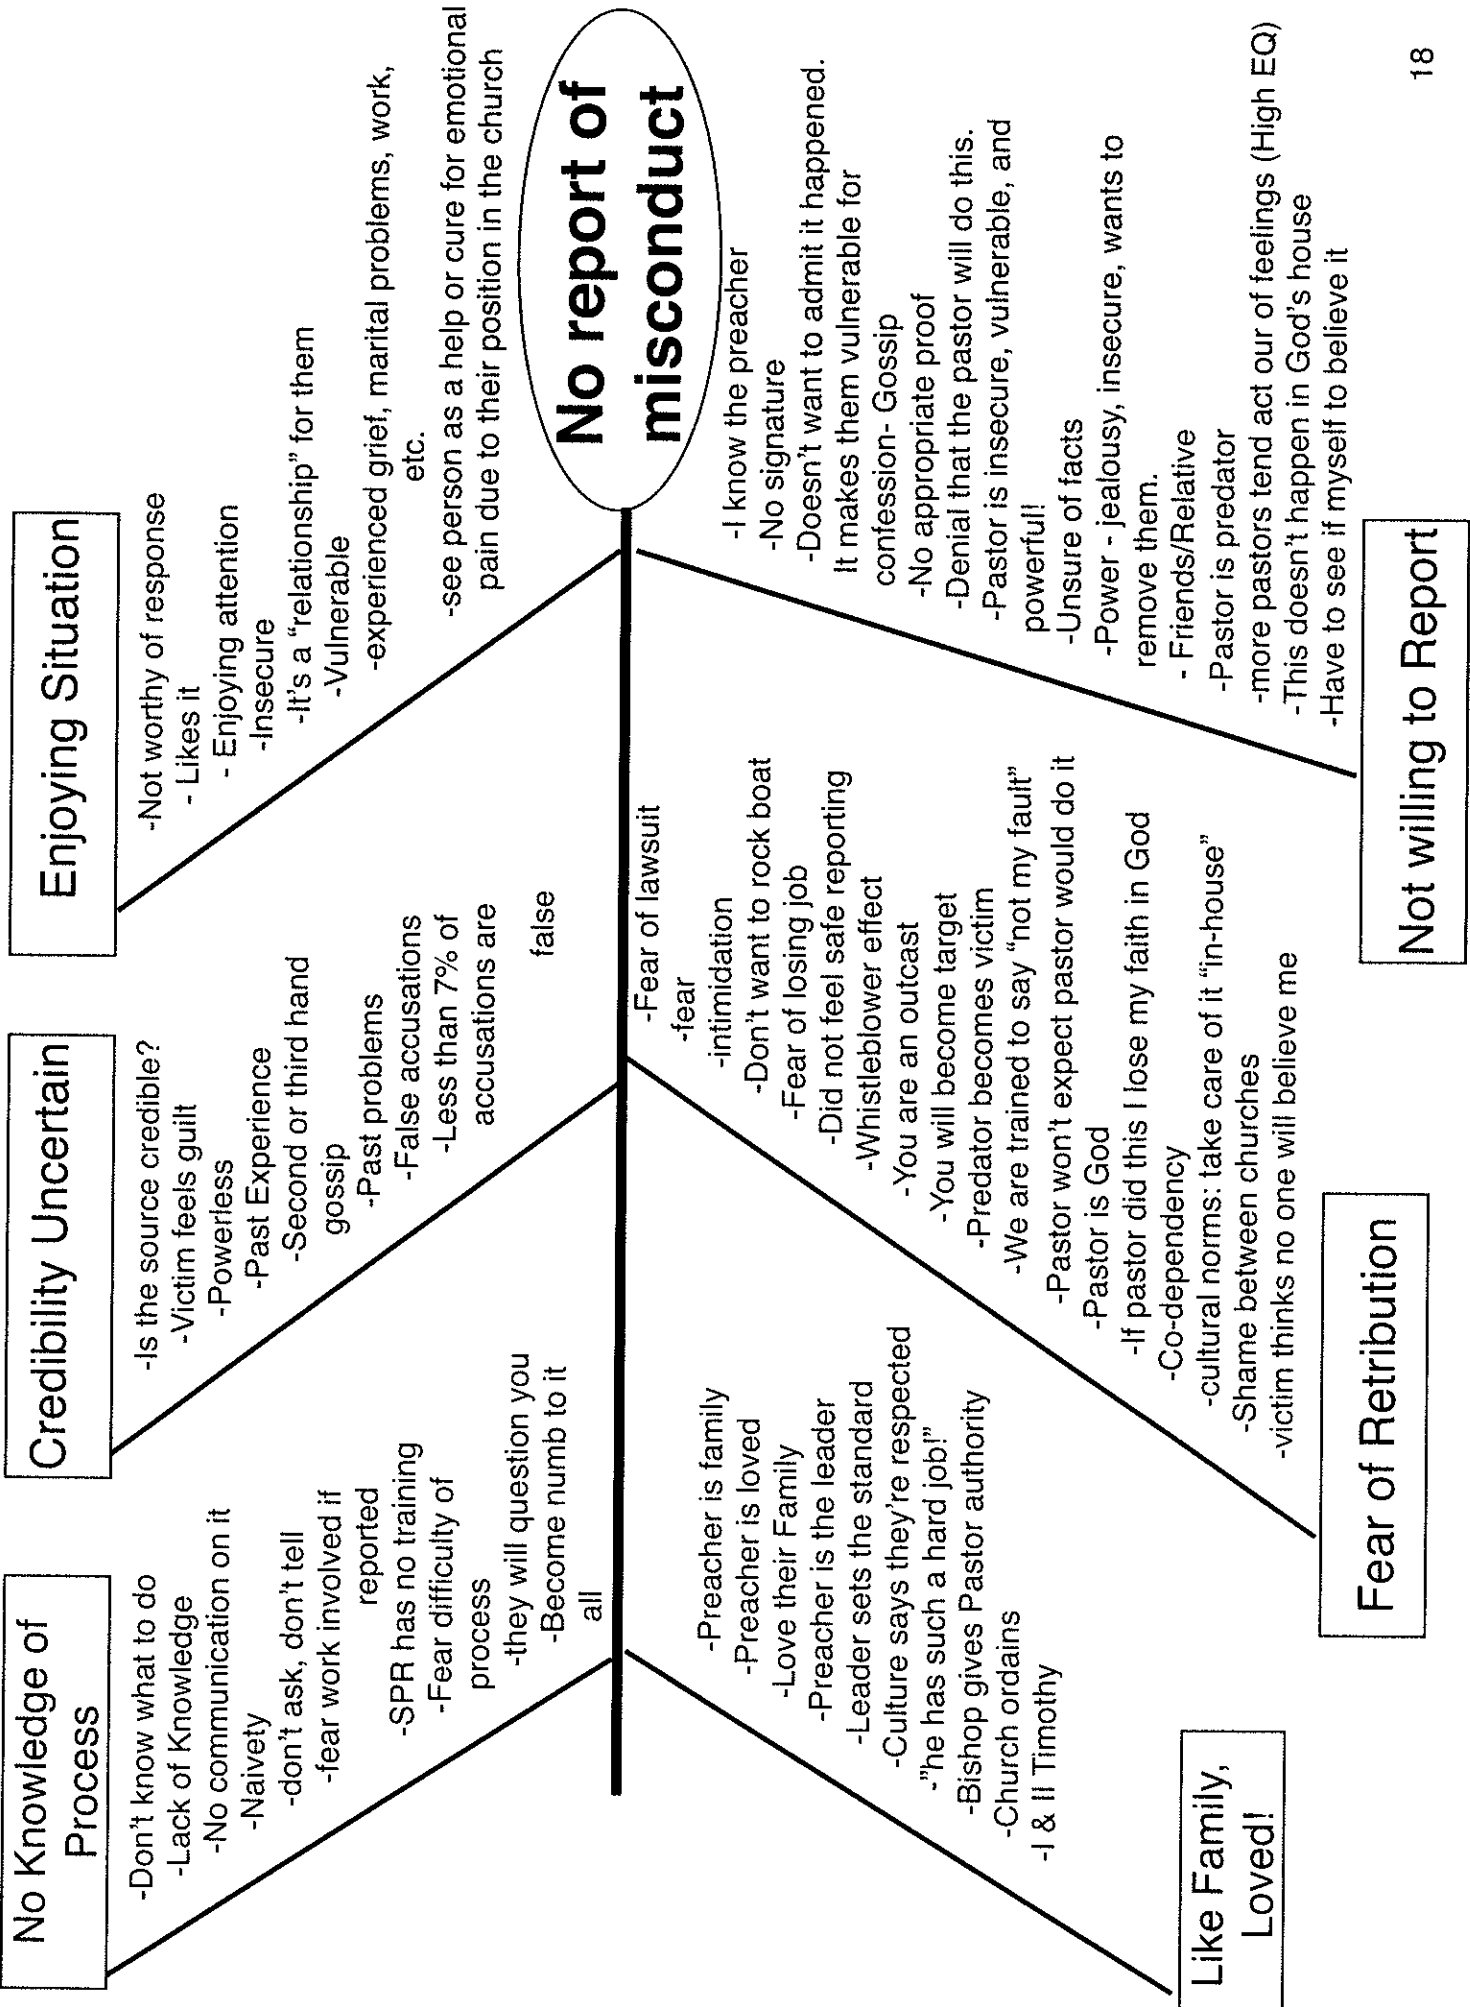 No Knowledge of
Process
-Don't know what to do
-Lack of Knowledge
-No communication on it
-Naivety
-don't ask, don't tell
-fear work involved if
reported
-SPR has no training
-Fear difficulty of
process
-they will question you
-Become numb to it
all
Credibility Uncertain
-Is the source credible?
-Victim feels guilt
-Powerless
-Past Experience
-Second or third hand
gossip
-Past problems
-False accusations
-Less than 7% of
accusations are
false
Enjoying Situation
-Not worthy of response
- Likes it
- Enjoying attention
-Insecure
-It's a "relationship" for them
-Vulnerable
-experienced grief, marital problems, work,
etc.
-see person as a help or cure for emotional
pain due to their position in the church
No report of
misconduct
-Preacher is family
-Preacher is loved
-Love their Family
-Preacher is the leader
-Leader sets the standard
-Culture says they're respected
-"he has such a hard job!"
-Bishop gives Pastor authority
-Church ordains
-I & II Timothy
Like Family,
Loved!
-Fear of lawsuit
-fear
-intimidation
-Don't want to rock boat
-Fear of losing job
-Did not feel safe reporting
-Whistleblower effect
-You are an outcast
-You will become target
-Predator becomes victim
-We are trained to say "not my fault"
-Pastor won't expect pastor would do it
-Pastor is God
-If pastor did this I lose my faith in God
-Co-dependency
-cultural norms: take care of it "in-house"
-Shame between churches
-victim thinks no one will believe me
Fear of Retribution
-I know the preacher
-No signature
-Doesn't want to admit it happened.
It makes them vulnerable for
confession- Gossip
-No appropriate proof
-Denial that the pastor will do this.
-Pastor is insecure, vulnerable, and
powerful!
-Unsure of facts
-Power - jealousy, insecure, wants to
remove them.
- Friends/Relative
-Pastor is predator
-more pastors tend act our of feelings (High EQ)
-This doesn't happen in God's house
-Have to see if myself to believe it
Not willing to Report
18